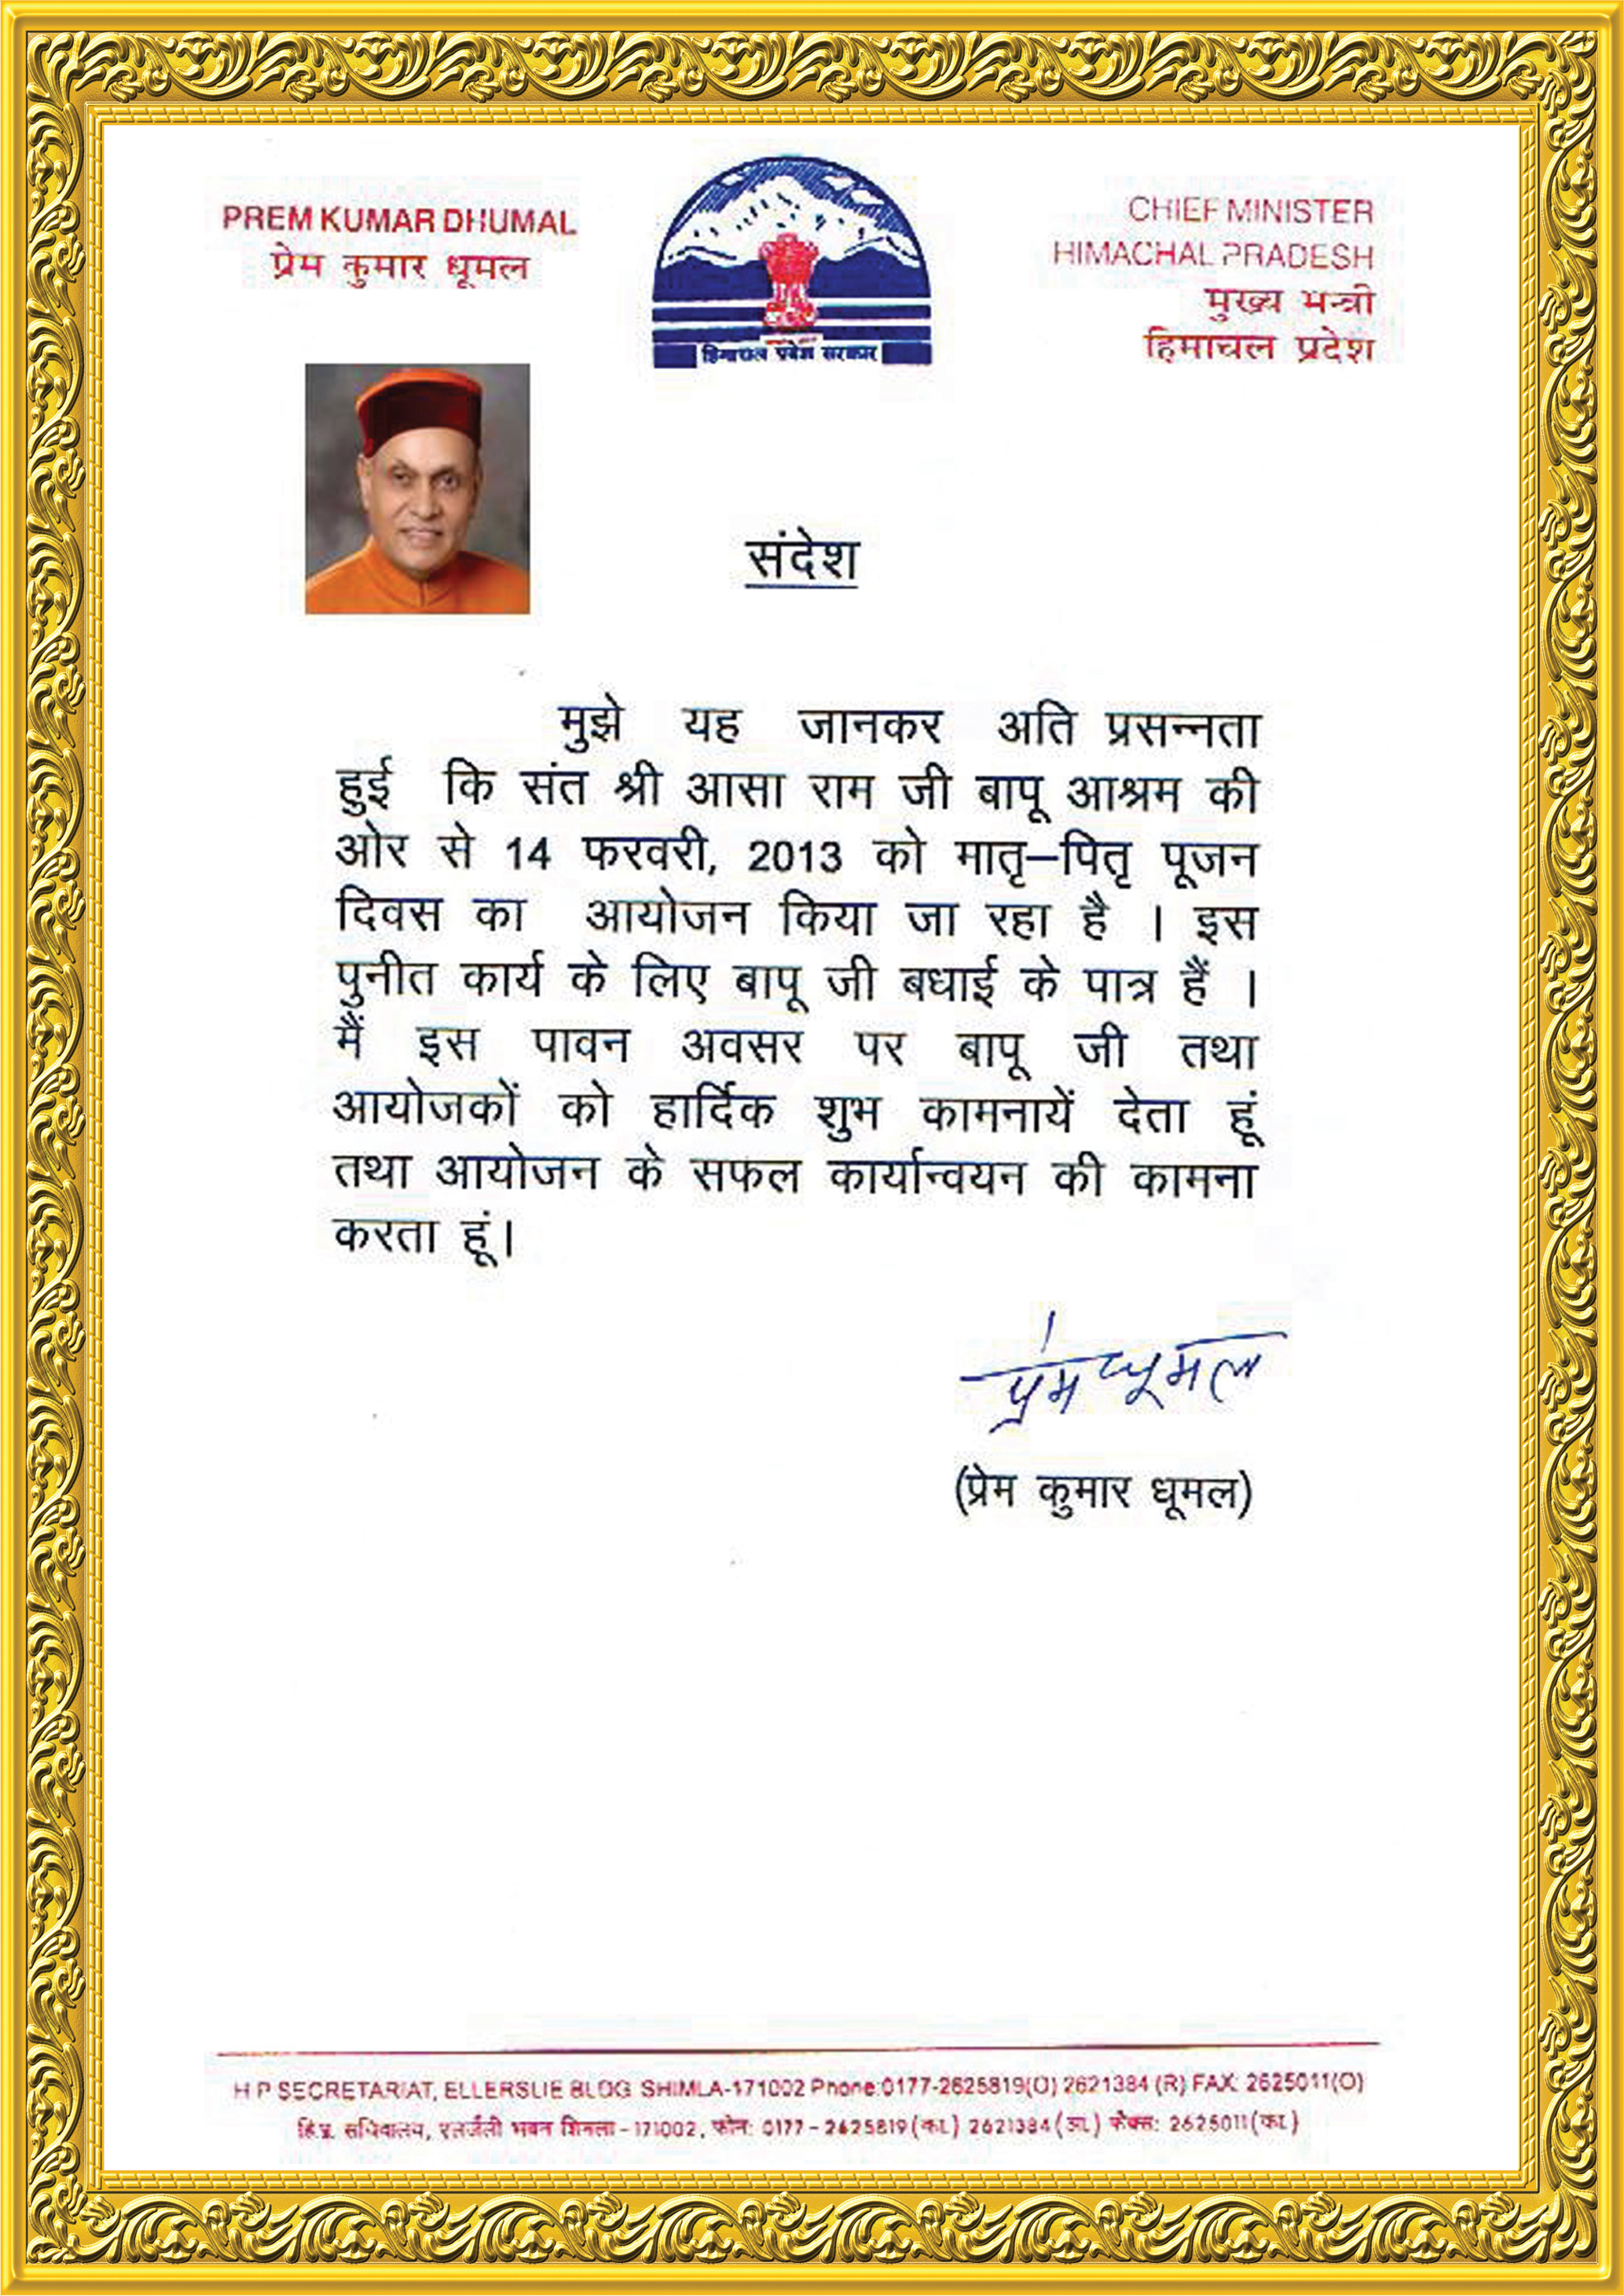 PREM KUMAR DHUMAL
प्रेम कुमार धूमल
हिमाचल प्रदेश सरकार
CHIEF MINISTER
HIMACHAL PRADESH
मुख्य मन्त्री
हिमाचल प्रदेश
संदेश
मुझे यह जानकर अति प्रसन्नता
हुई कि संत श्री आसा राम जी बापू आश्रम की
ओर से 14 फरवरी, 2013 को मातृ–पितृ पूजन
दिवस का आयोजन किया जा रहा है । इस
पुनीत कार्य के लिए बापू जी बधाई के पात्र हैं ।
मैं इस पावन अवसर पर बापू जी तथा
आयोजकों को हार्दिक शुभ कामनायें देता हूं
तथा आयोजन के सफल कार्यान्वयन की कामना
करता हूं।
प्रेम धूमल
(प्रेम कुमार धूमल)
H P SECRETARIAT, ELLERSLIE BLDG SHIMLA-171002 Phone:0177-2625819(O) 2621384 (R) FAX: 2625011(O)
हि.प्र. सचिवालय, भवन शिमला - 171002, फोन: 0177 - 2625819 (का.) 2621384 (आ.) फैक्स: 2625011 (का.)